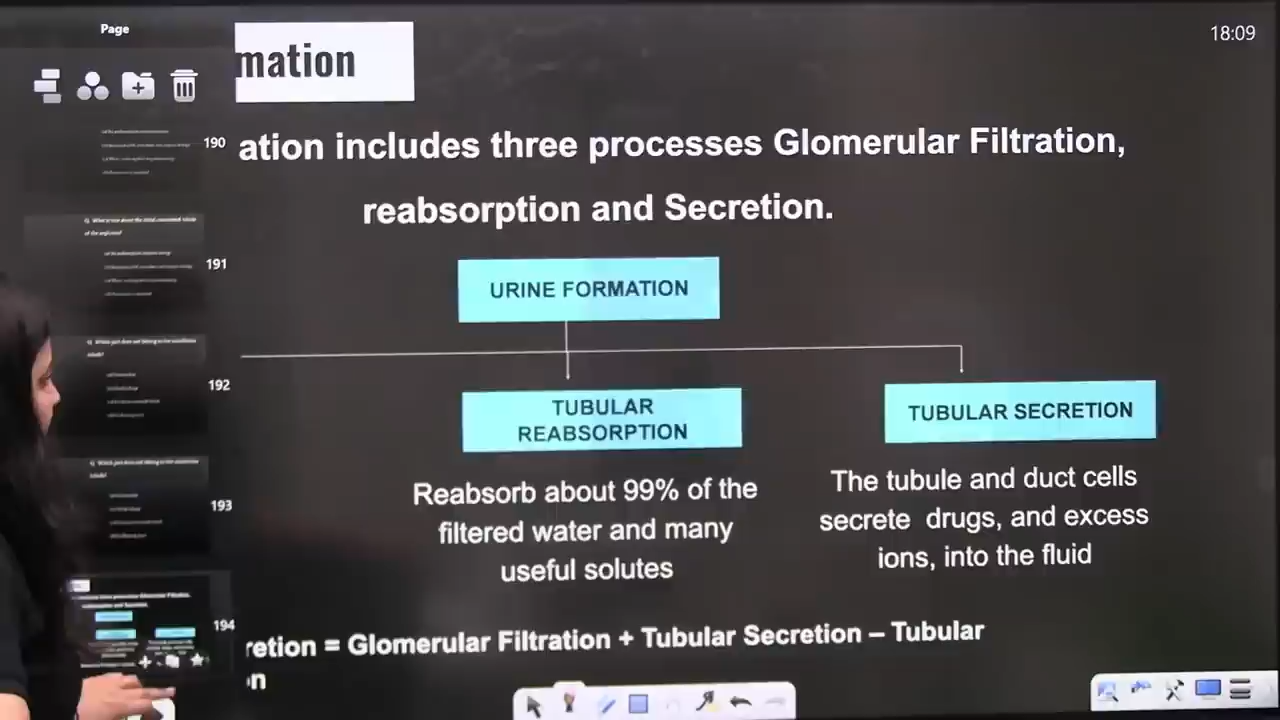 Page
18:09
mation
190
ation includes three processes Glomerular Filtration,
reabsorption and Secretion.
191
URINE FORMATION
192
TUBULAR
REABSORPTION
TUBULAR SECRETION
193
Reabsorb about 99% of the
filtered water and many
useful solutes
The tubule and duct cells
secrete drugs, and excess
ions, into the fluid
194
retion = Glomerular Filtration + Tubular Secretion – Tubular
n